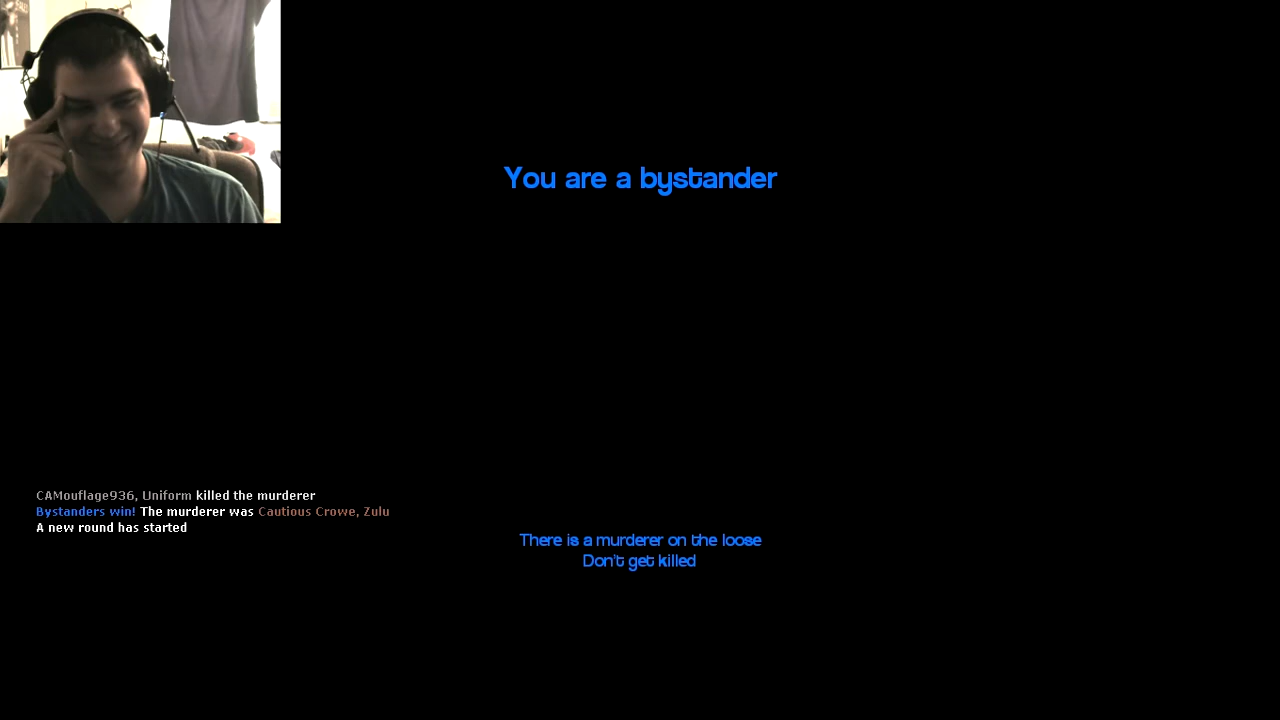 You are a bystander
CAMouflage936, Uniform killed the murderer
Bystanders win! The murderer was Cautious Crowe, Zulu
A new round has started
There is a murderer on the loose
Don't get killed